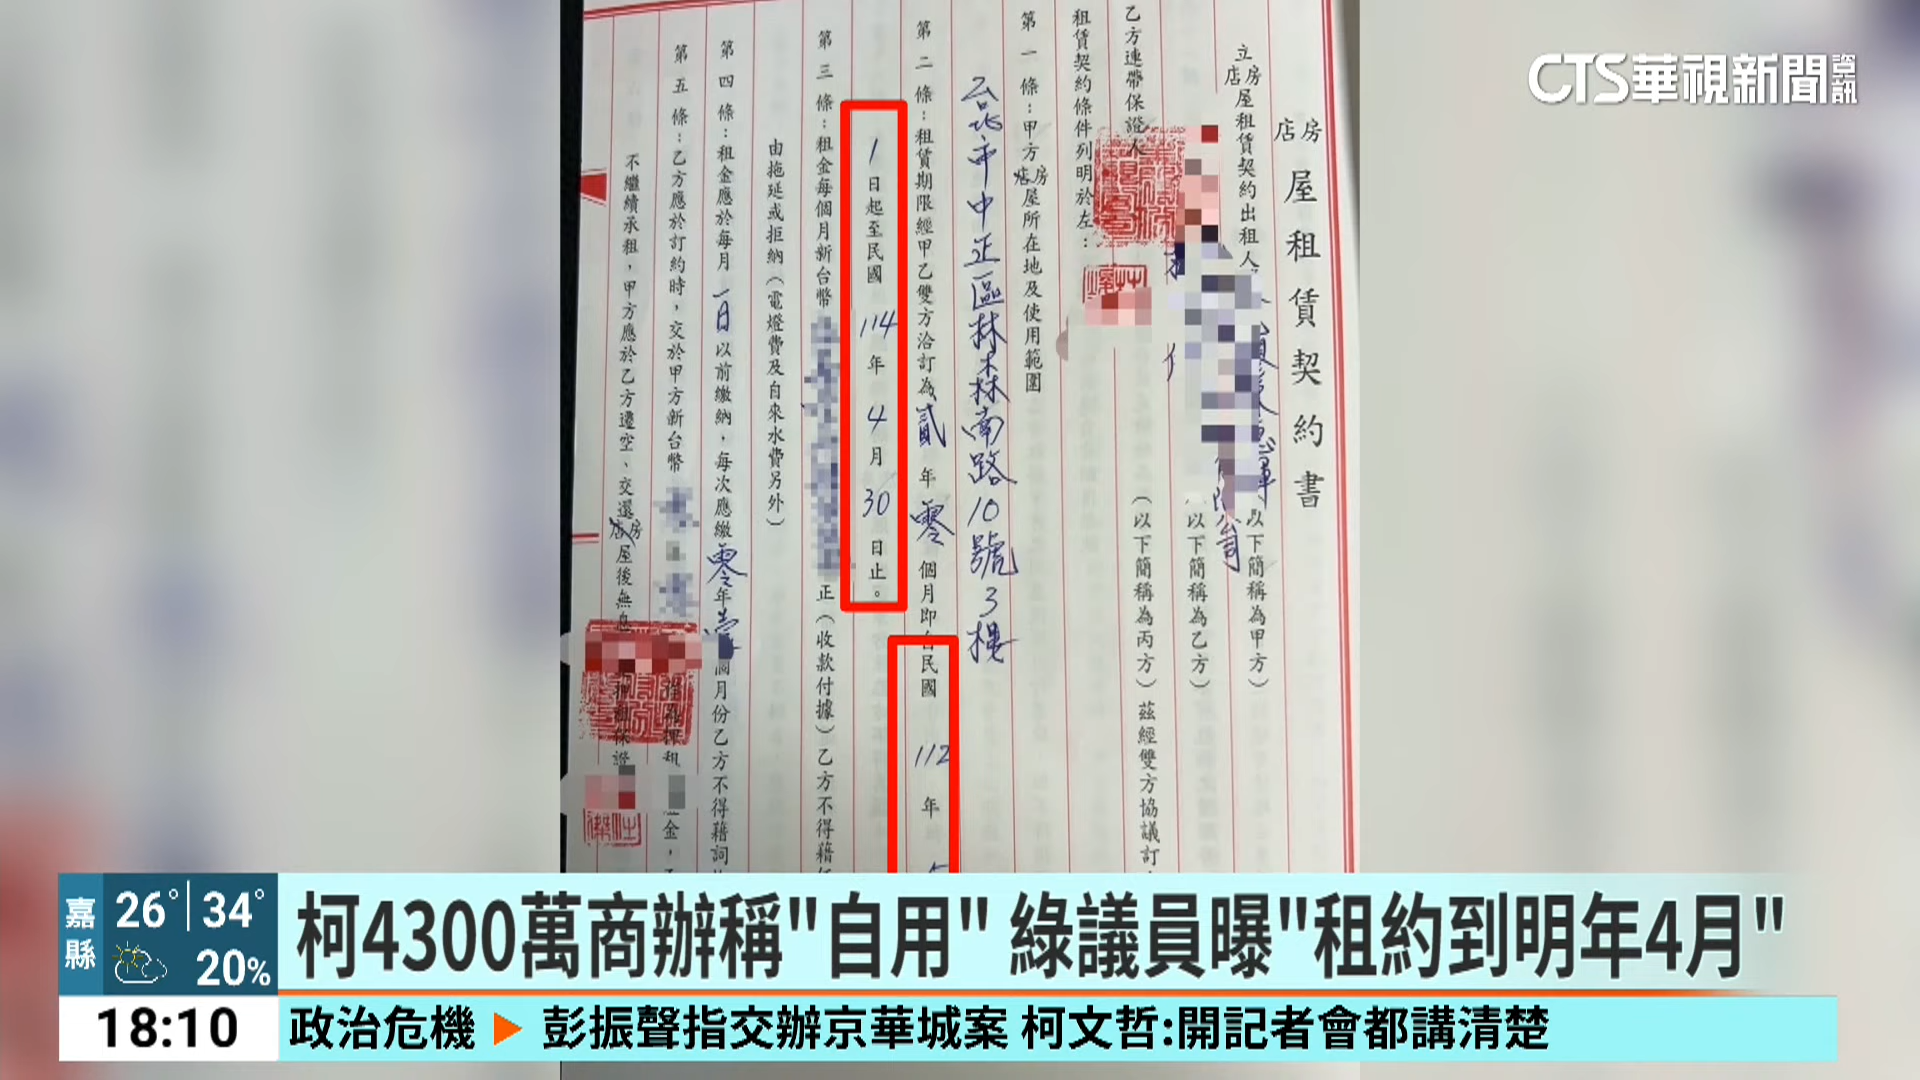 CTS華視新聞資訊
店房屋租賃契約書
立店房屋租賃契約出租人
(以下簡稱為甲方)
(以下簡稱為乙方)
乙方連帶保證人
(以下簡稱為丙方)茲經雙方協議訂
租賃契約條件列明於左:
第一條:甲方店房屋所在地及使用範圍
台北市中正區林森南路10號3樓
第二條:租賃期限經甲乙雙方洽訂為貳年零個月即自民國112年5
1日起至民國114年4月30日止。
第三條:租金每個月新台幣 正(收款付據)乙方不得藉
由拖延或拒納(電燈費及自來水費另外)
第四條:租金應於每月一日以前繳納,每次應繳零年壹個月份乙方不得藉詞
第五條:乙方應於訂約時,交於甲方新台幣 金,
不繼續承租,甲方應於乙方遷空、交還店房屋後無息 押租保證
嘉縣
26° 34°
20%
柯4300萬商辦稱"自用" 綠議員曝"租約到明年4月"
18:10
政治危機 ▶ 彭振聲指交辦京華城案 柯文哲:開記者會都講清楚